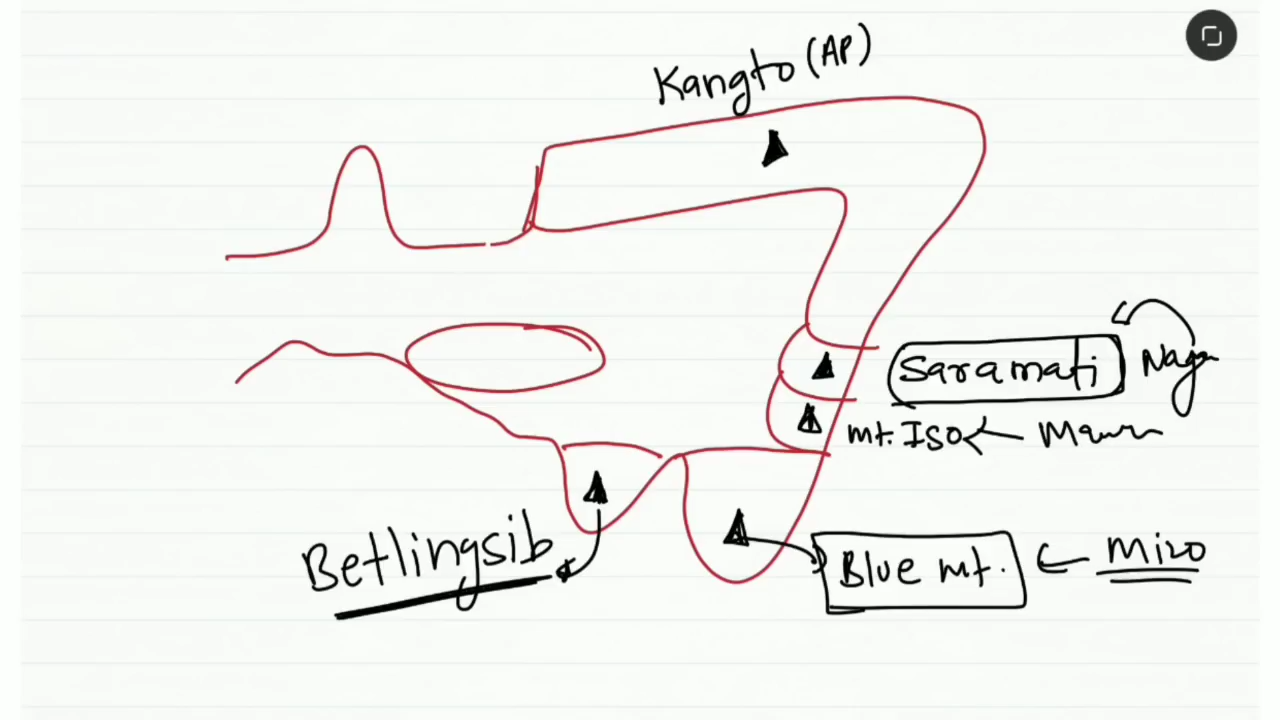 Kangto (AP)
Saramati
Naga
mt. Iso
Betlingsib
Blue mt.
Mizo